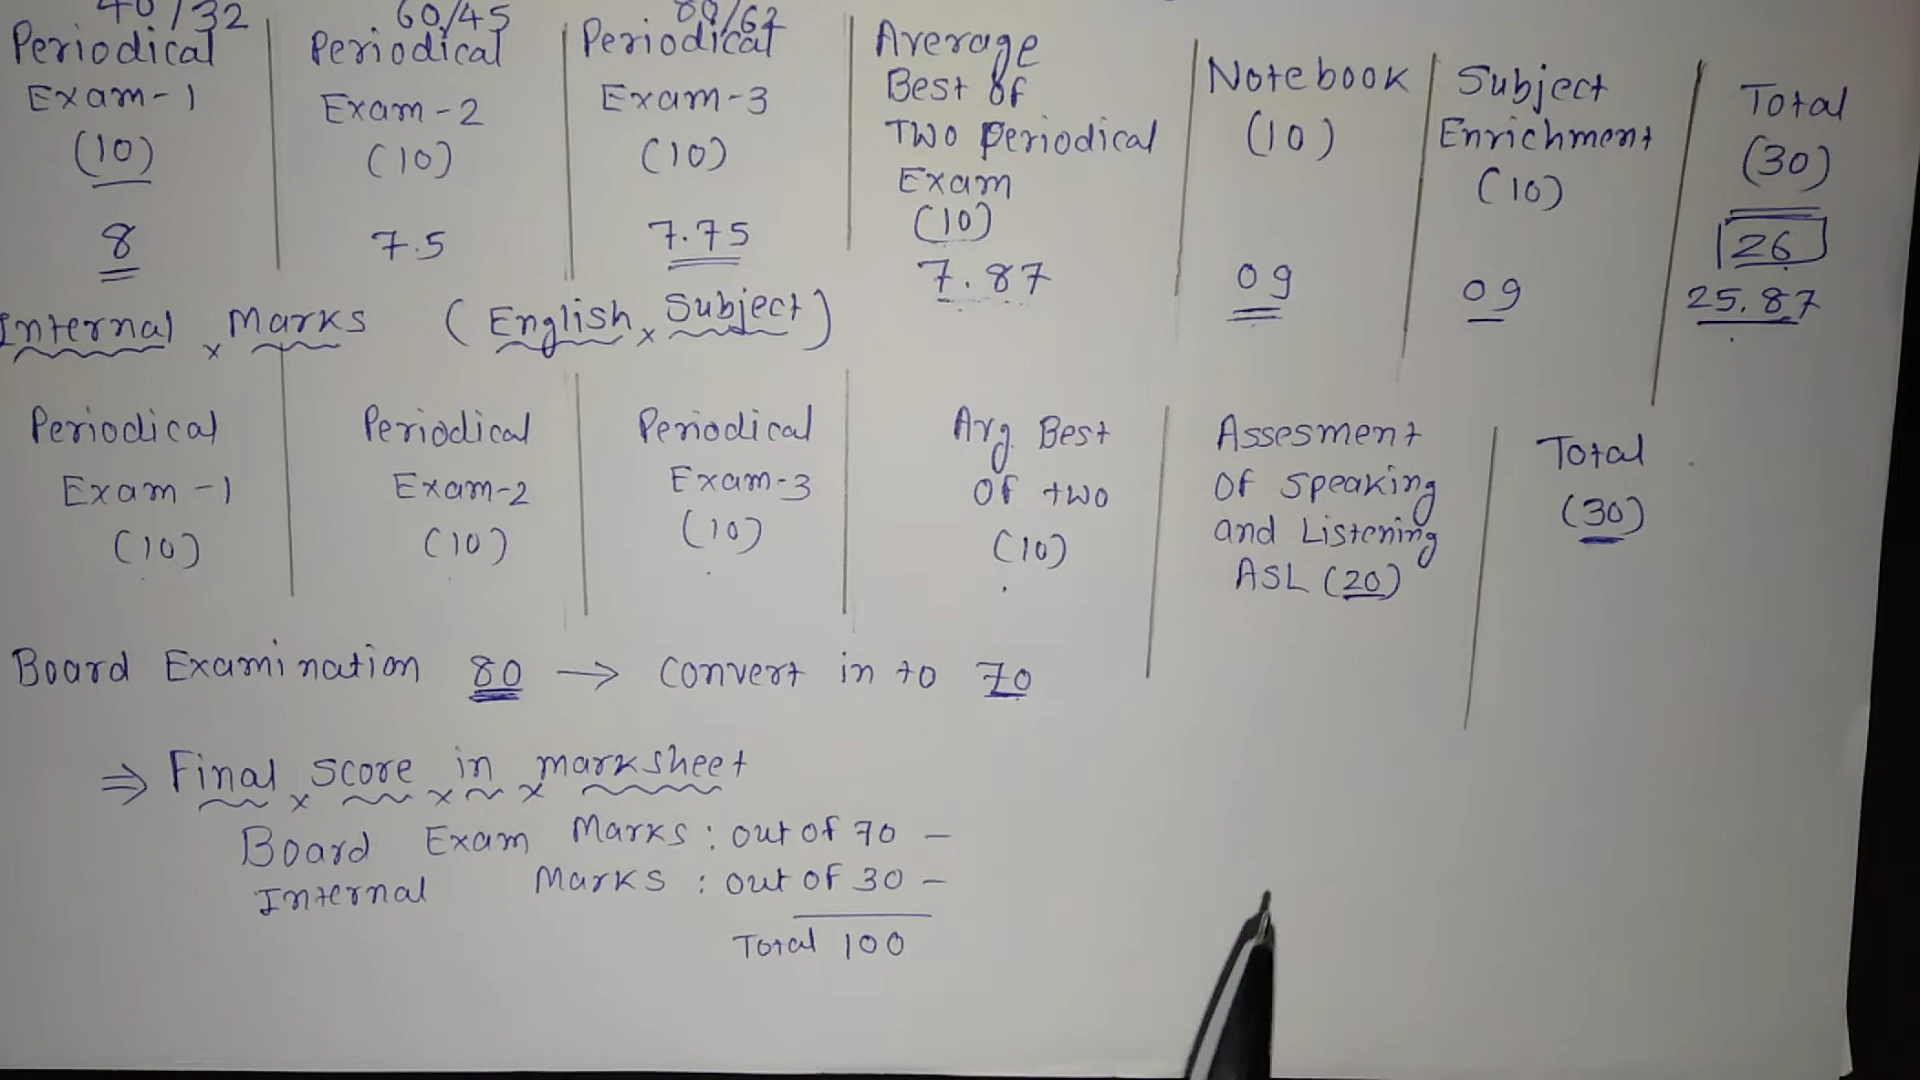 40/32 60/45 80/62
Periodical Exam-1 (10) 8
Periodical Exam-2 (10) 7.5
Periodical Exam-3 (10) 7.75
Average Best Of Two Periodical Exam (10) 7.87
Notebook (10) 09
Subject Enrichment (10) 09
Total (30) 26 25.87
Internal Marks (English Subject)
Periodical Exam-1 (10)
Periodical Exam-2 (10)
Periodical Exam-3 (10)
Avg. Best Of two (10)
Assesment Of Speaking and Listening ASL (20)
Total (30)
Board Examination 80 → Convert in to 70
⇒ Final score in marksheet
Board Exam Marks : out of 70 –
Internal Marks : out of 30 –
Total 100